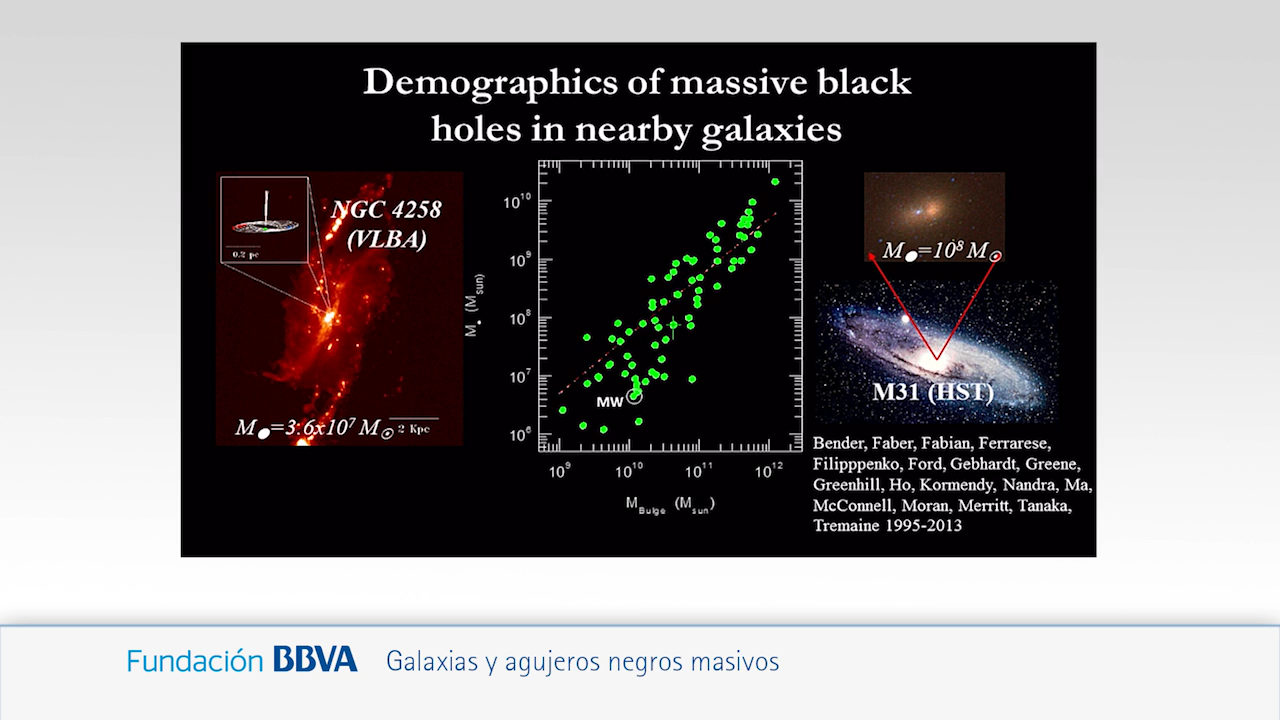 Demographics of massive black
holes in nearby galaxies
NGC 4258
(VLBA)
0.2 pc
M●=3.6x10⁷ M☉
2 Kpc
10¹⁰
10⁹
10⁸
10⁷
10⁶
M● (Msun)
MW
10⁹ 10¹⁰ 10¹¹ 10¹²
MBulge (Msun)
M●=10⁸ M☉
M31 (HST)
Bender, Faber, Fabian, Ferrarese,
Filipppenko, Ford, Gebhardt, Greene,
Greenhill, Ho, Kormendy, Nandra, Ma,
McConnell, Moran, Merritt, Tanaka,
Tremaine 1995-2013
Fundación BBVA Galaxias y agujeros negros masivos